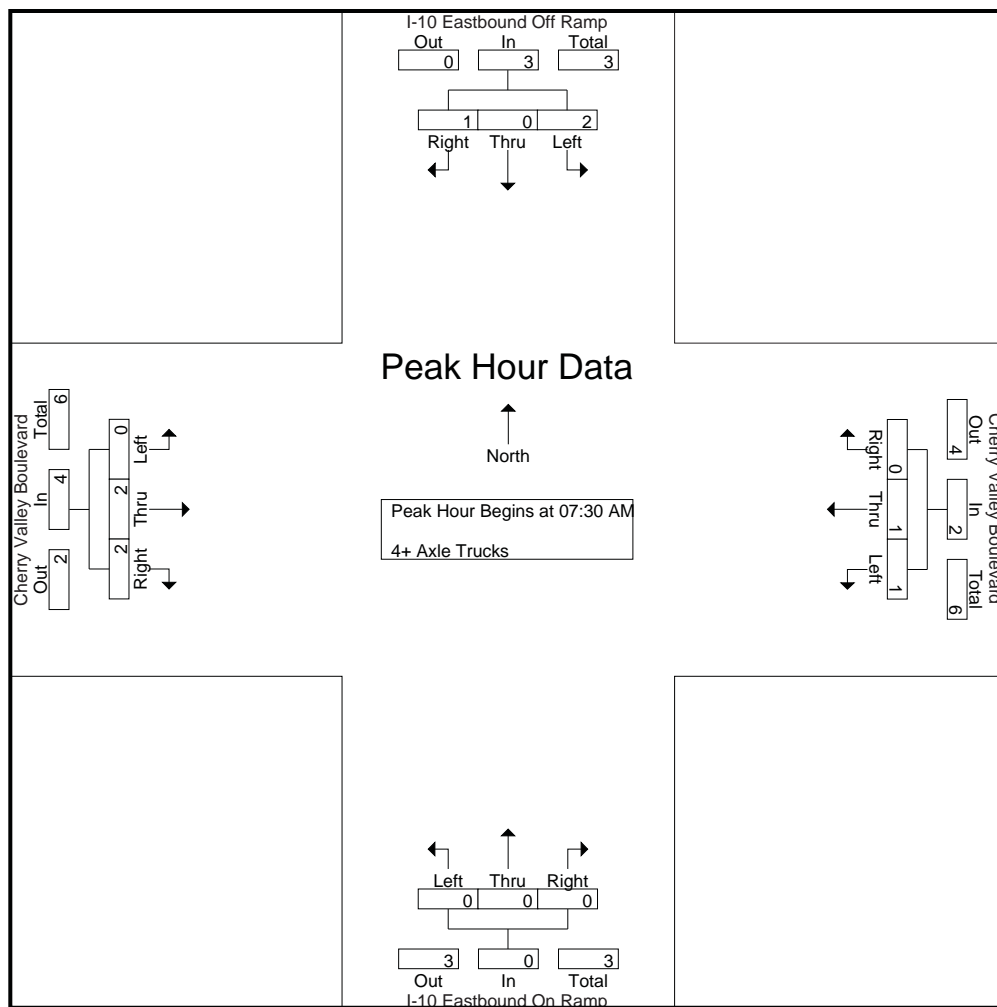 I-10 Eastbound Off Ramp
Out In Total
0 3 3
1 0 2
Right Thru Left
Peak Hour Data
North
Peak Hour Begins at 07:30 AM
4+ Axle Trucks
Cherry Valley Boulevard
Total In Out
6 4 2
0 2 2
Left Thru Right
Cherry Valley Boulevard
Out In Total
4 2 6
0 1 1
Right Thru Left
Left Thru Right
0 0 0
3 0 3
Out In Total
I-10 Eastbound On Ramp